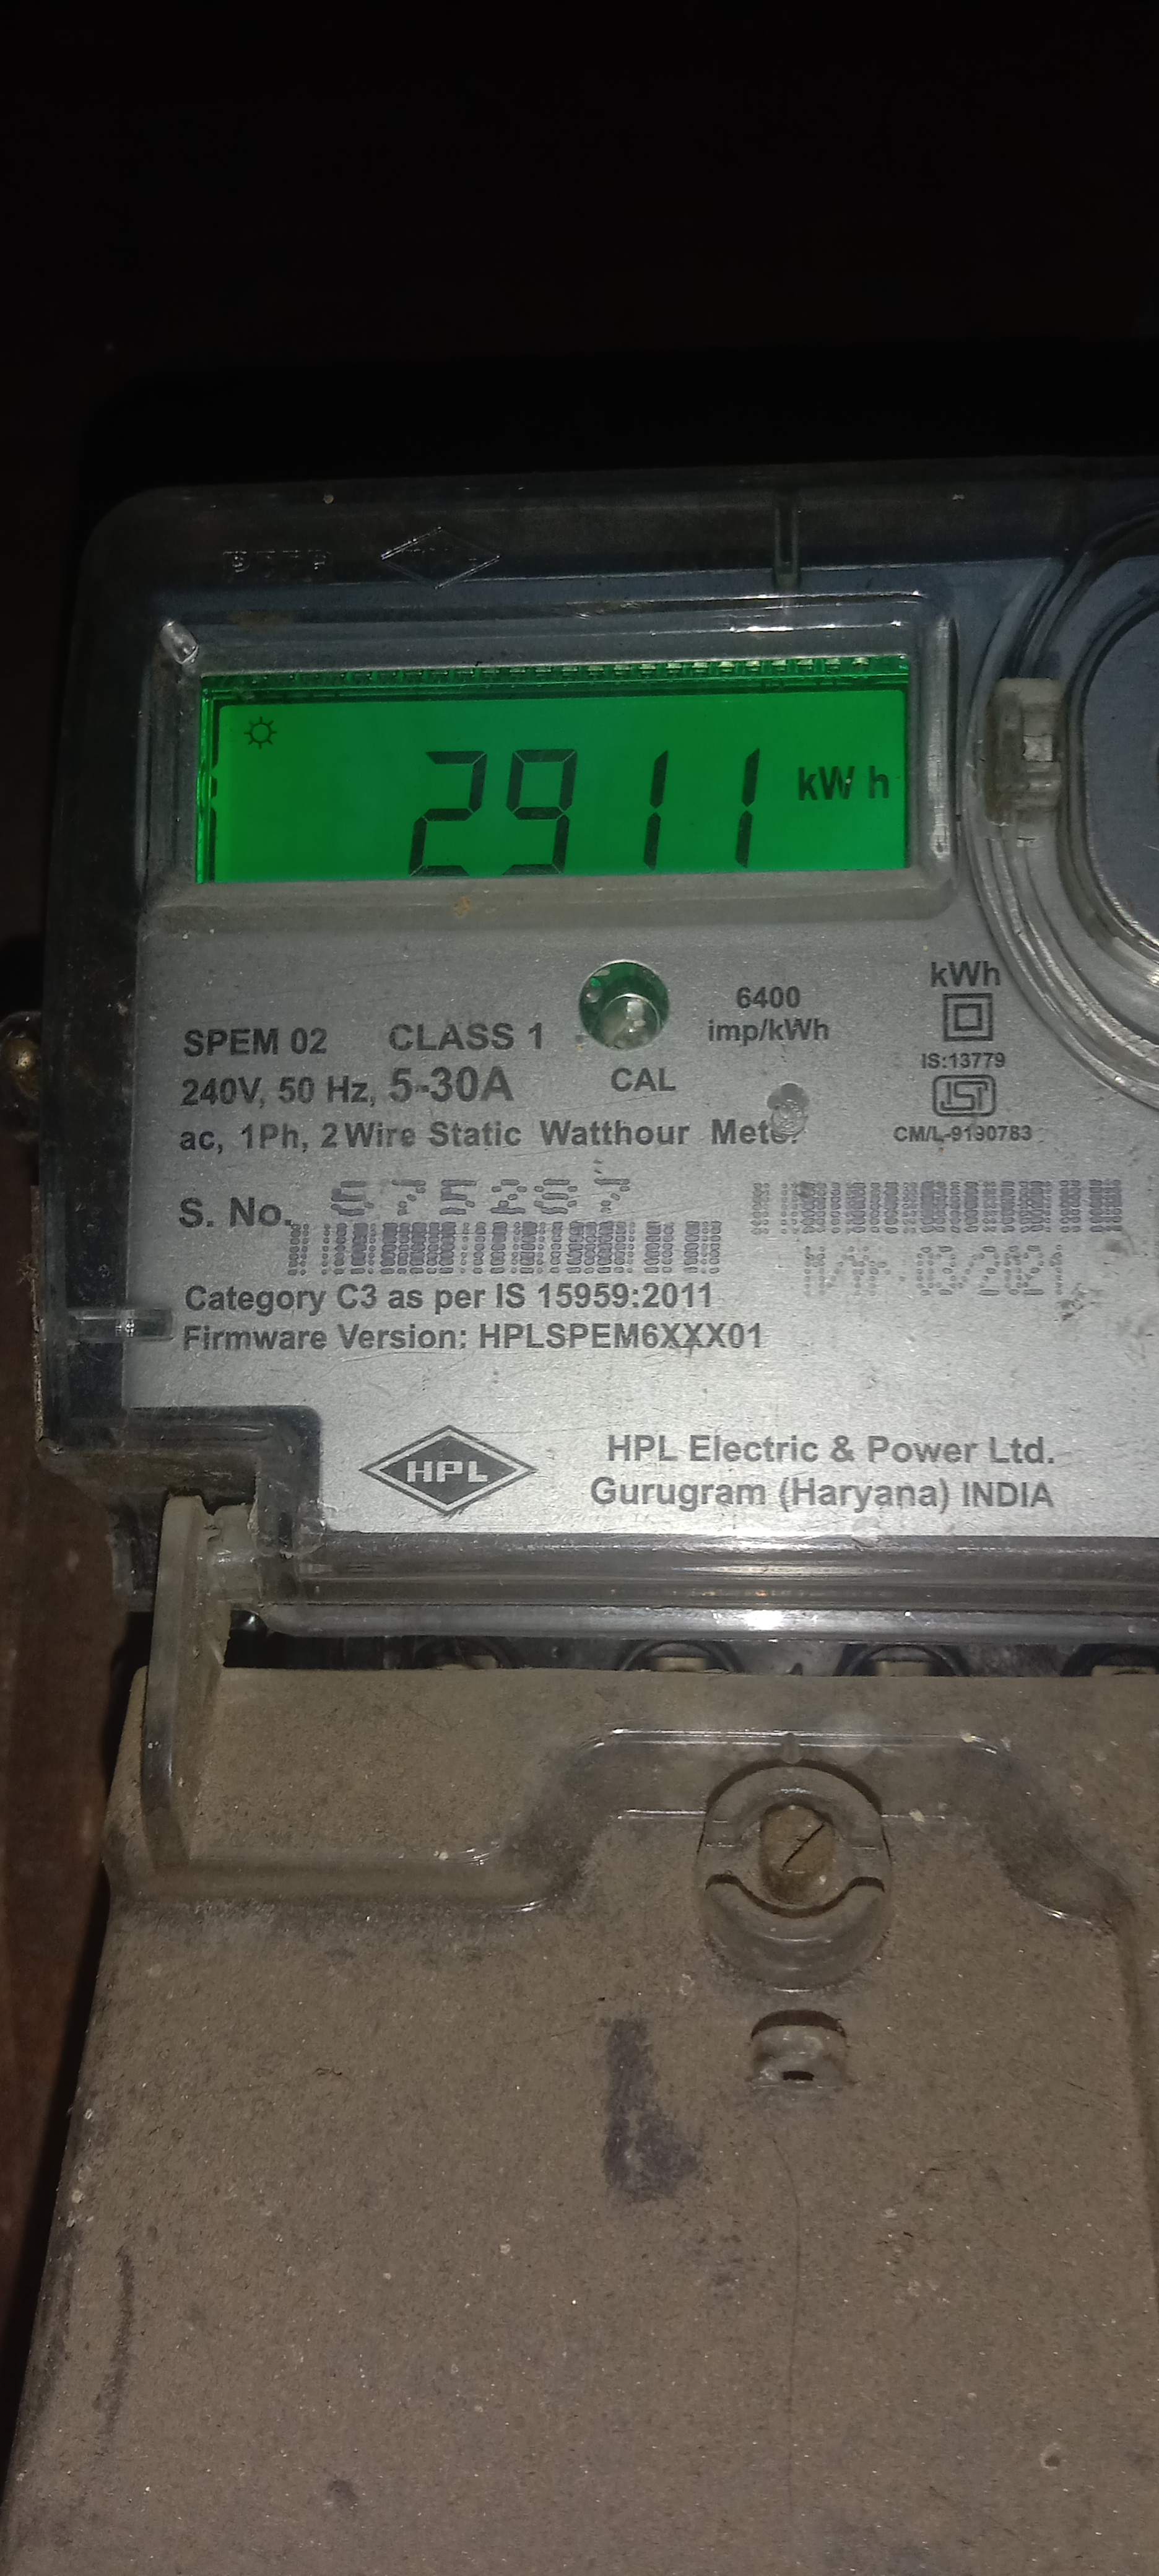 2911 kW h
kWh
6400
imp/kWh
SPEM 02 CLASS 1
240V, 50 Hz, 5-30A
CAL
IS:13779
ISI
ac, 1Ph, 2 Wire Static Watthour Meter
CM/L-9190783
S. No.
Category C3 as per IS 15959:2011
Firmware Version: HPLSPEM6XXX01
HPL
HPL Electric & Power Ltd.
Gurugram (Haryana) INDIA